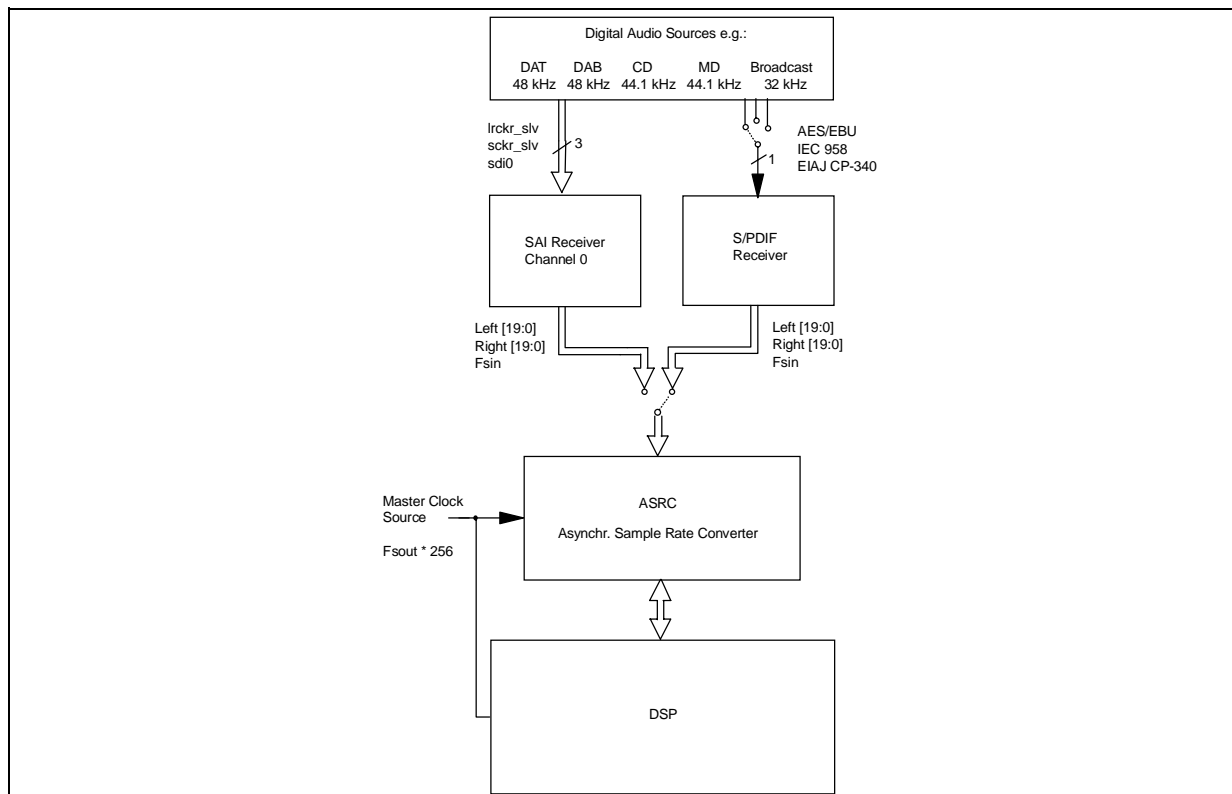 Digital Audio Sources e.g.:
DAT DAB CD MD Broadcast
48 kHz 48 kHz 44.1 kHz 44.1 kHz 32 kHz
lrckr_slv
sckr_slv
sdi0
3
AES/EBU
IEC 958
EIAJ CP-340
1
SAI Receiver
Channel 0
S/PDIF
Receiver
Left [19:0]
Right [19:0]
Fsin
Left [19:0]
Right [19:0]
Fsin
Master Clock
Source
Fsout * 256
ASRC
Asynchr. Sample Rate Converter
DSP